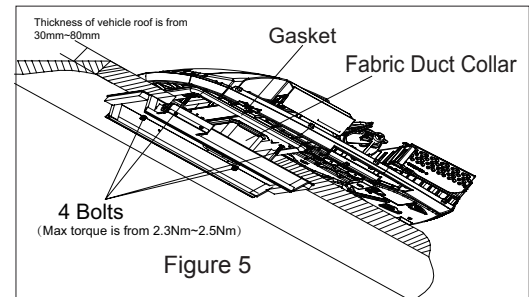 Thickness of vehicle roof is from
30mm~80mm
Gasket
Fabric Duct Collar
4 Bolts
（Max torque is from 2.3Nm~2.5Nm）
Figure 5